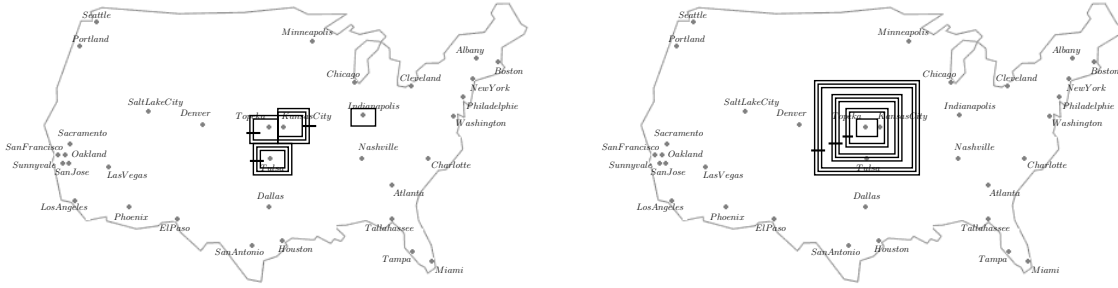 Seattle
Portland
Minneapolis
Albany
Boston
Chicago
Cleveland
NewYork
SaltLakeCity
Indianapolis
Philadelphie
Denver
Topeka
KansasCity
Washington
Sacramento
SanFrancisco
Oakland
Nashville
Sunnyvale
SanJose
LasVegas
Tulsa
Charlotte
Atlanta
Dallas
LosAngeles
Phoenix
ElPaso
Tallahassee
SanAntonio
Houston
Tampa
Miami
Seattle
Portland
Minneapolis
Albany
Boston
Chicago
Cleveland
NewYork
SaltLakeCity
Indianapolis
Philadelphie
Denver
Topeka
KansasCity
Washington
Sacramento
SanFrancisco
Oakland
Nashville
Sunnyvale
SanJose
LasVegas
Tulsa
Charlotte
Atlanta
Dallas
LosAngeles
Phoenix
ElPaso
Tallahassee
SanAntonio
Houston
Tampa
Miami